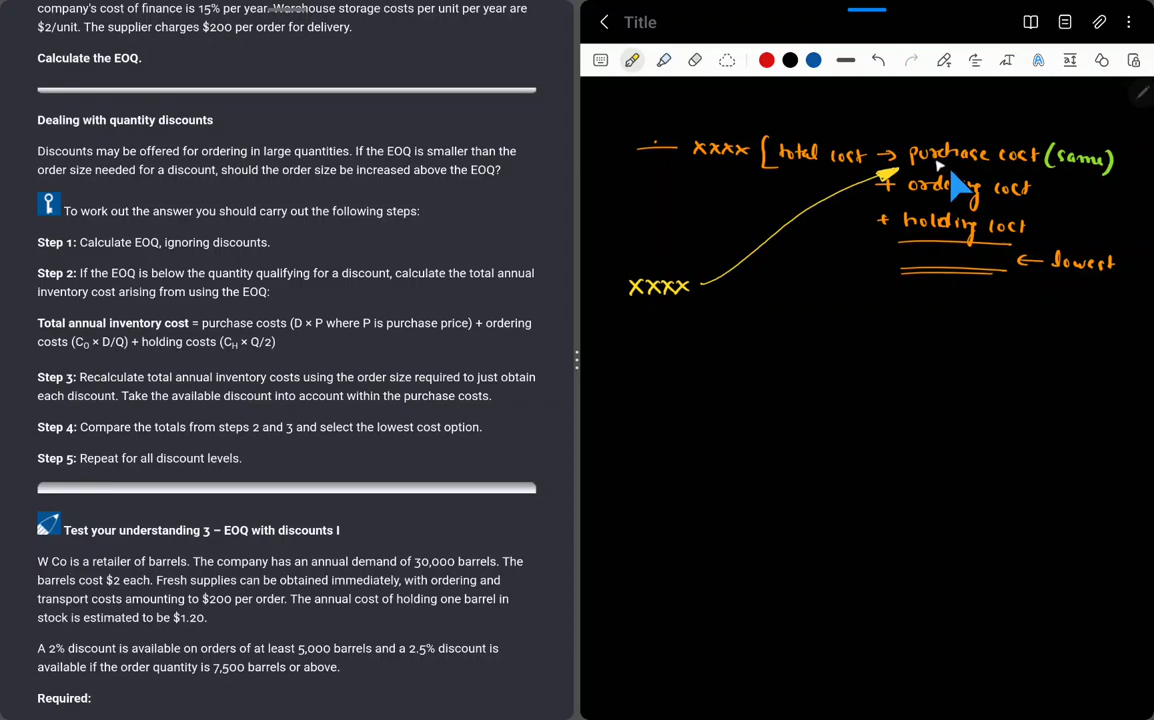 company's cost of finance is 15% per year. Warehouse storage costs per unit per year are
$2/unit. The supplier charges $200 per order for delivery.
Calculate the EOQ.
Dealing with quantity discounts
Discounts may be offered for ordering in large quantities. If the EOQ is smaller than the
order size needed for a discount, should the order size be increased above the EOQ?
To work out the answer you should carry out the following steps:
Step 1: Calculate EOQ, ignoring discounts.
Step 2: If the EOQ is below the quantity qualifying for a discount, calculate the total annual
inventory cost arising from using the EOQ:
Total annual inventory cost = purchase costs (D × P where P is purchase price) + ordering
costs (CO × D/Q) + holding costs (CH × Q/2)
Step 3: Recalculate total annual inventory costs using the order size required to just obtain
each discount. Take the available discount into account within the purchase costs.
Step 4: Compare the totals from steps 2 and 3 and select the lowest cost option.
Step 5: Repeat for all discount levels.
Test your understanding 3 – EOQ with discounts I
W Co is a retailer of barrels. The company has an annual demand of 30,000 barrels. The
barrels cost $2 each. Fresh supplies can be obtained immediately, with ordering and
transport costs amounting to $200 per order. The annual cost of holding one barrel in
stock is estimated to be $1.20.
A 2% discount is available on orders of at least 5,000 barrels and a 2.5% discount is
available if the order quantity is 7,500 barrels or above.
Required:
Title
xxxx [ total cost → purchase cost (same)
+ ordering cost
+ holding cost
← lowest
xxxx